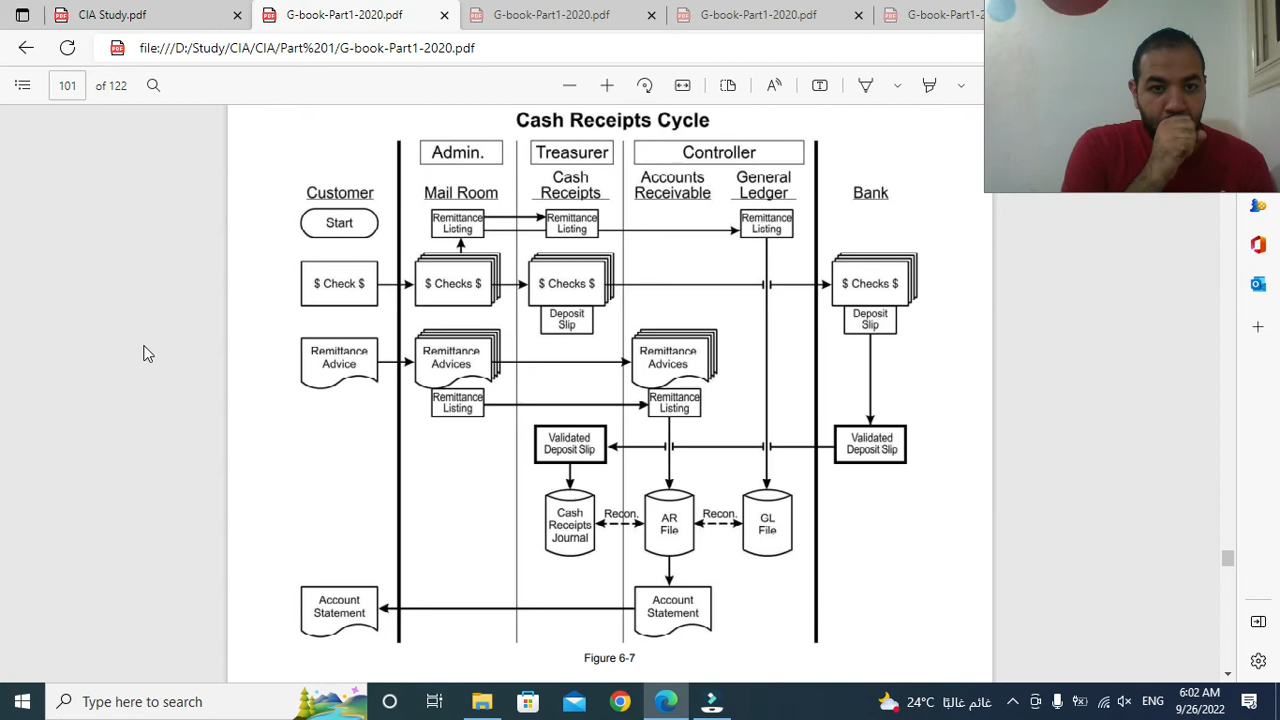 CIA Study.pdf
G-book-Part1-2020.pdf
G-book-Part1-2020.pdf
G-book-Part1-2020.pdf
G-book-Part1-202
file:///D:/Study/CIA/CIA/Part%201/G-book-Part1-2020.pdf
101 of 122
Cash Receipts Cycle
Admin.
Treasurer
Controller
Customer
Mail Room
Cash
Receipts
Accounts
Receivable
General
Ledger
Bank
Start
Remittance
Listing
Remittance
Listing
Remittance
Listing
$ Check $
$ Checks $
$ Checks $
$ Checks $
Deposit
Slip
Deposit
Slip
Remittance
Advice
Remittance
Advices
Remittance
Advices
Remittance
Listing
Remittance
Listing
Validated
Deposit Slip
Validated
Deposit Slip
Cash
Receipts
Journal
Recon.
AR
File
Recon.
GL
File
Account
Statement
Account
Statement
Figure 6-7
Type here to search
24°C غائم غالبًا
ENG
6:02 AM
9/26/2022